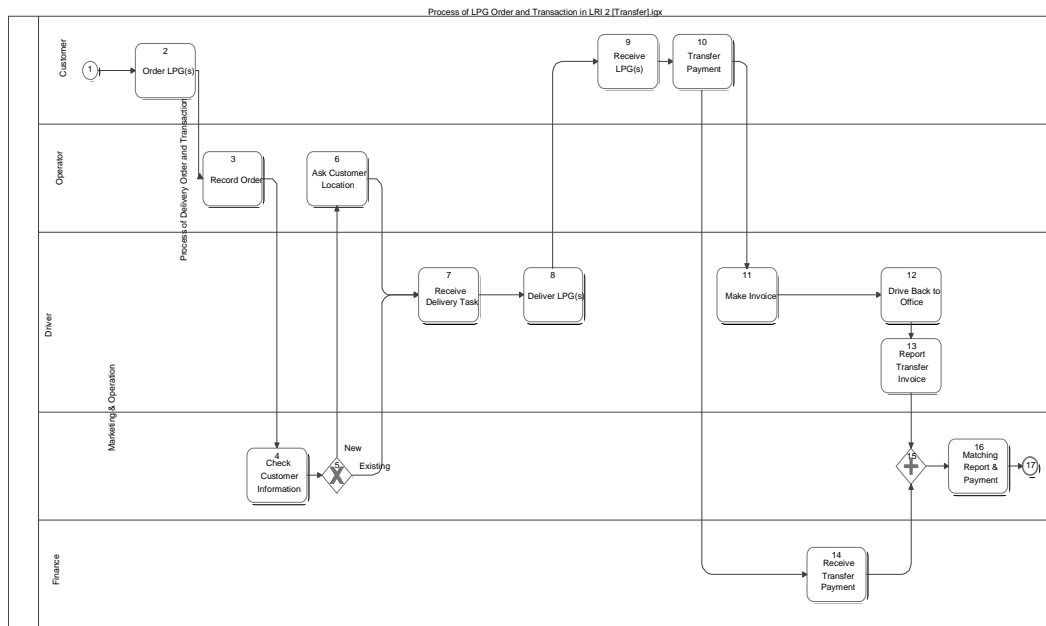 Process of LPG Order and Transaction in LRI 2 [Transfer].igx
Process of Delivery Order and Transaction
Customer
1
2
Order LPG(s)
9
Receive
LPG(s)
10
Transfer
Payment
Operator
3
Record Order
6
Ask Customer
Location
Driver
7
Receive
Delivery Task
8
Deliver LPG(s)
11
Make Invoice
12
Drive Back to
Office
13
Report
Transfer
Invoice
Marketing & Operation
4
Check
Customer
Information
5
New
Existing
15
16
Matching
Report &
Payment
17
Finance
14
Receive
Transfer
Payment